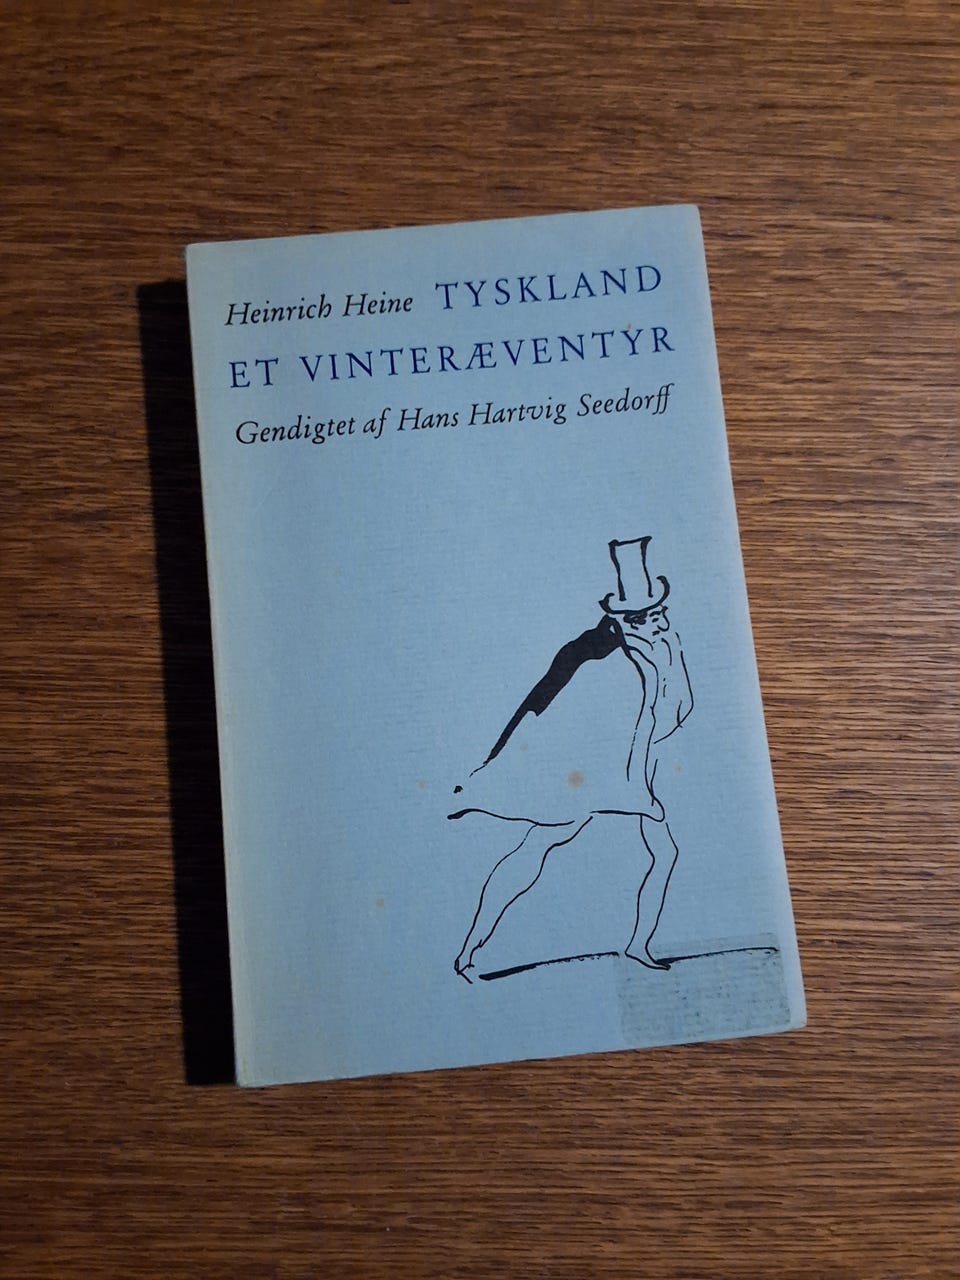 Heinrich Heine TYSKLAND
ET VINTERÆVENTYR
Gendigtet af Hans Hartvig Seedorff